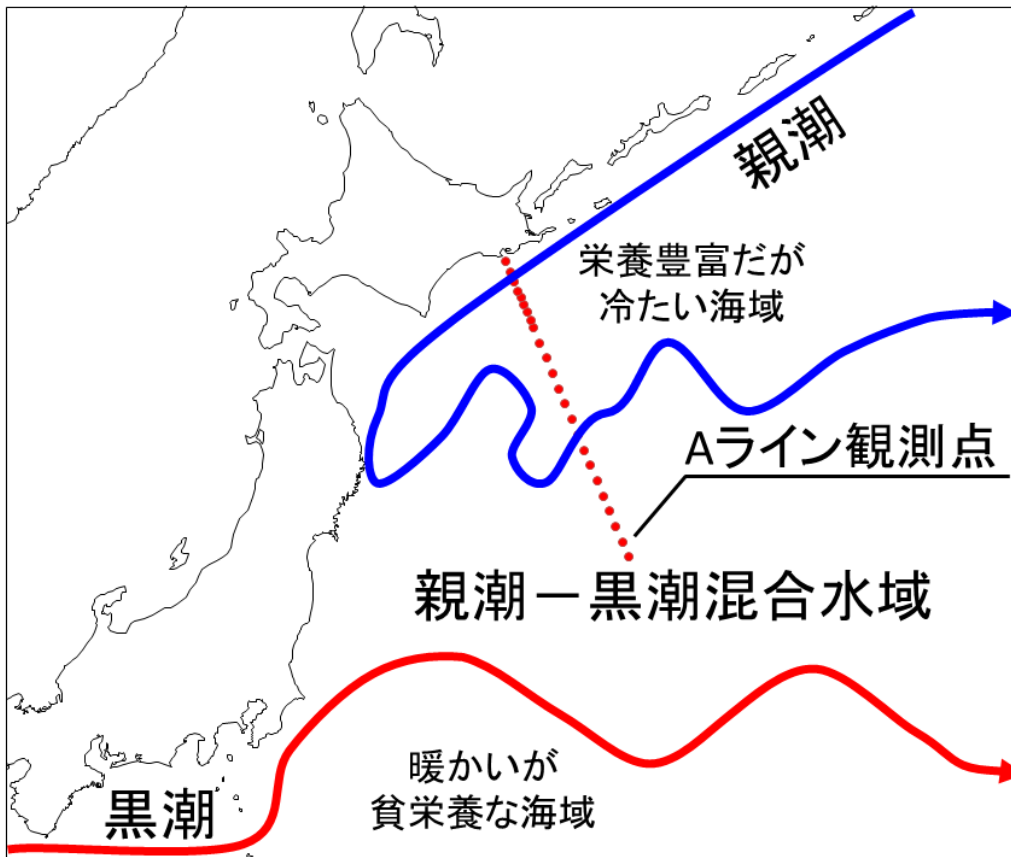 親潮
栄養豊富だが
冷たい海域
Aライン観測点
親潮－黒潮混合水域
暖かいが
貧栄養な海域
黒潮